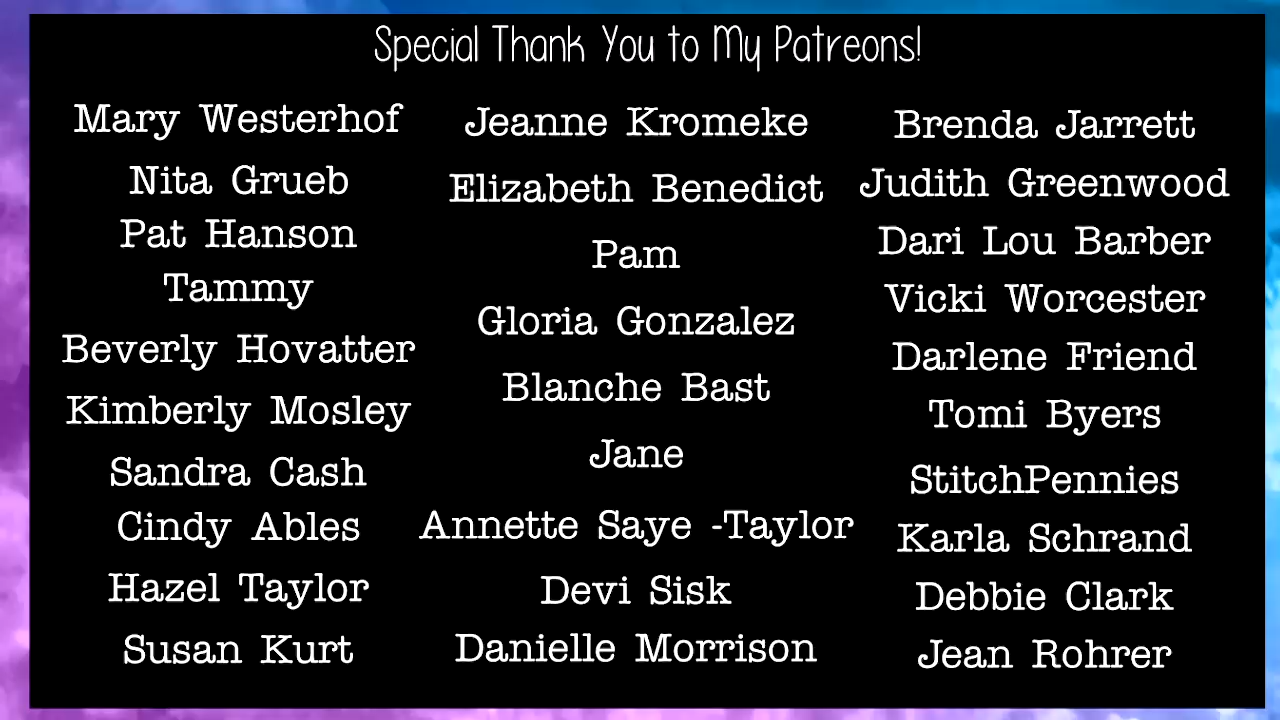 Special Thank You to My Patreons!
Mary Westerhof
Nita Grueb
Pat Hanson
Tammy
Beverly Hovatter
Kimberly Mosley
Sandra Cash
Cindy Ables
Hazel Taylor
Susan Kurt
Jeanne Kromeke
Elizabeth Benedict
Pam
Gloria Gonzalez
Blanche Bast
Jane
Annette Saye -Taylor
Devi Sisk
Danielle Morrison
Brenda Jarrett
Judith Greenwood
Dari Lou Barber
Vicki Worcester
Darlene Friend
Tomi Byers
StitchPennies
Karla Schrand
Debbie Clark
Jean Rohrer